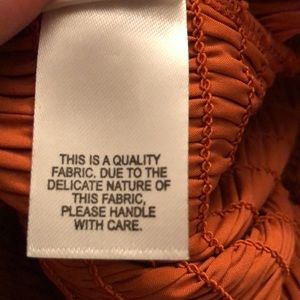 THIS IS A QUALITY
FABRIC. DUE TO THE
DELICATE NATURE OF
THIS FABRIC,
PLEASE HANDLE
WITH CARE.